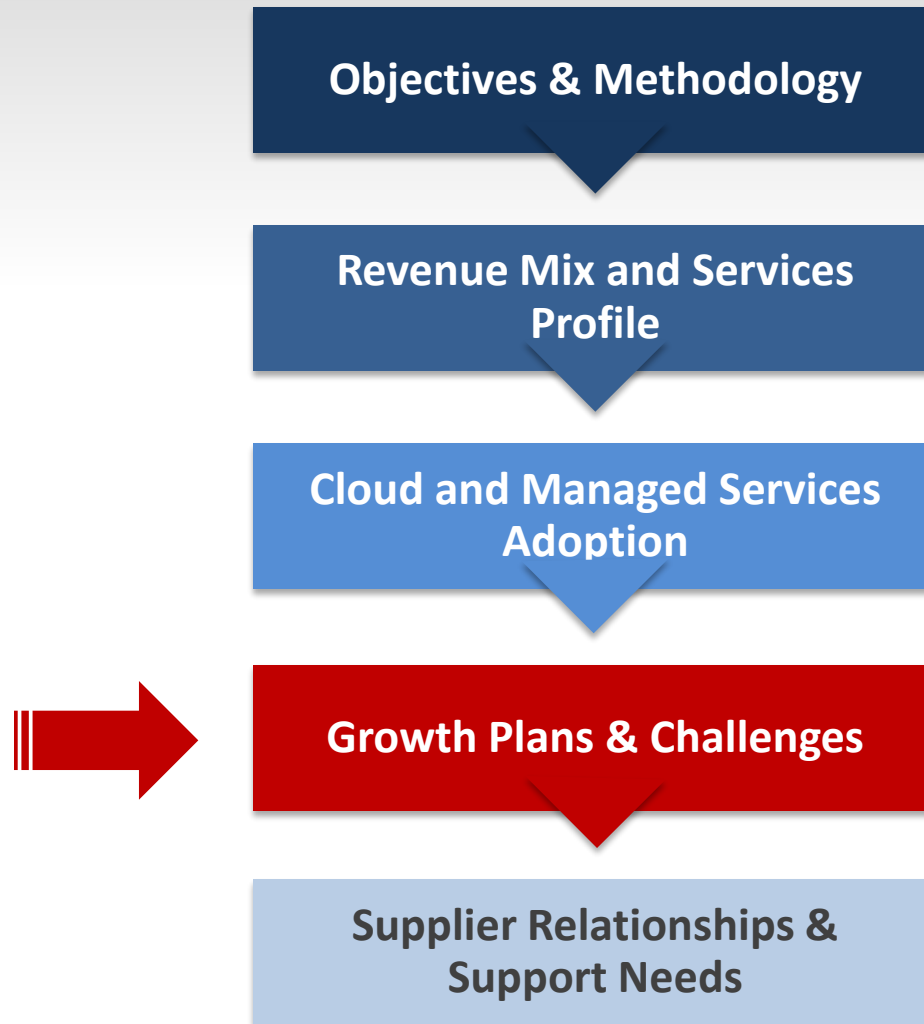 Objectives & Methodology
Revenue Mix and Services
Profile
Cloud and Managed Services
Adoption
Growth Plans & Challenges
Supplier Relationships &
Support Needs